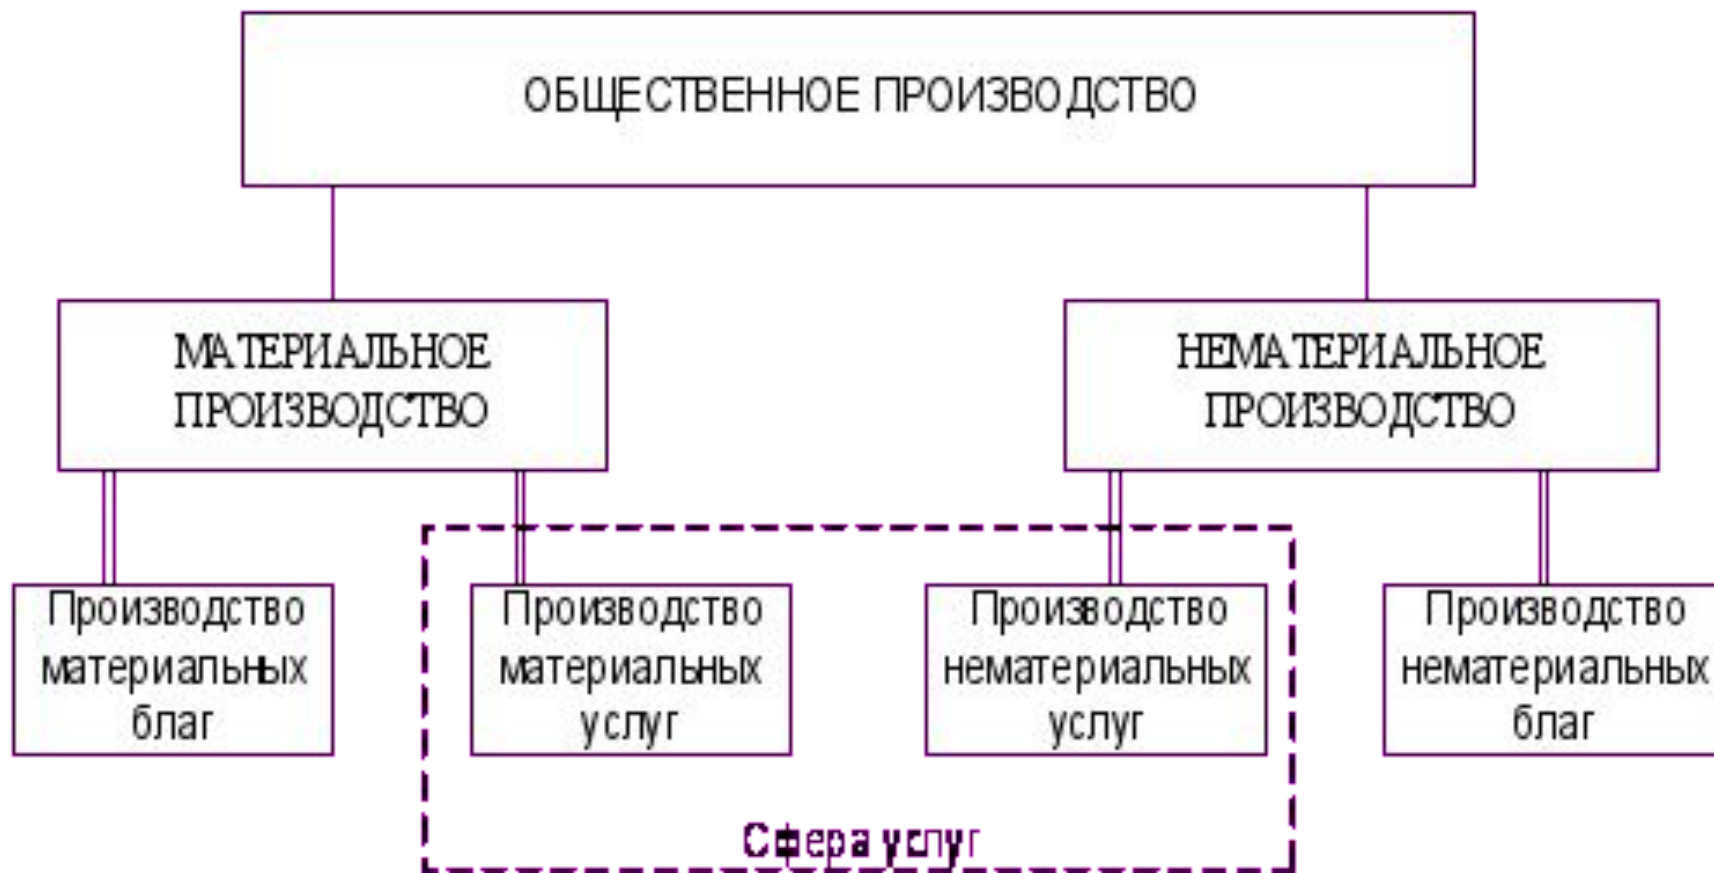 ОБЩЕСТВЕННОЕ ПРОИЗВОДСТВО
МАТЕРИАЛЬНОЕ
ПРОИЗВОДСТВО
НЕМАТЕРИАЛЬНОЕ
ПРОИЗВОДСТВО
Производство
материальных
благ
Производство
материальных
услуг
Производство
нематериальных
услуг
Производство
нематериальных
благ
Сфера услуг